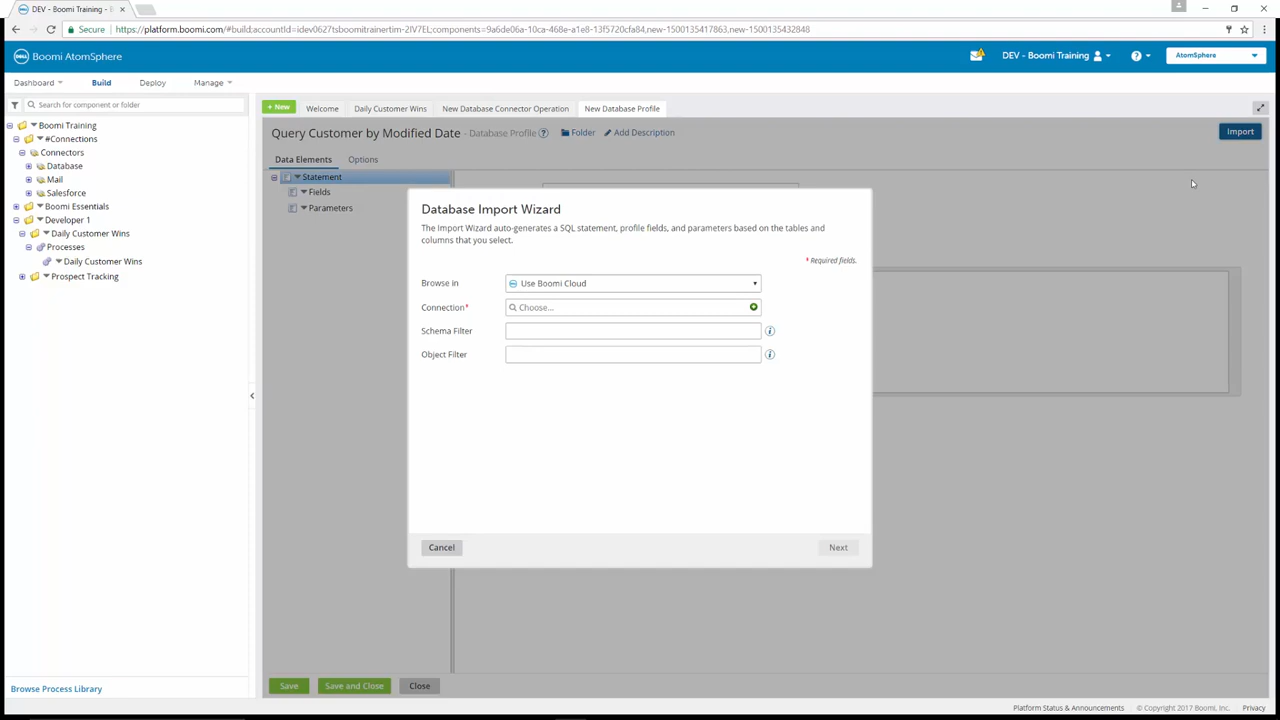 DEV - Boomi Training -
Secure
https://platform.boomi.com/#build;accountId=idev0627tsboomitrainertim-2IV7EL;components=9a6de06a-10ca-468e-a1e8-13f5720cfa84,new-1500135417863,new-1500135432848
Boomi AtomSphere
DEV - Boomi Training
AtomSphere
Dashboard
Build
Deploy
Manage
Search for component or folder
+ New
Welcome
Daily Customer Wins
New Database Connector Operation
New Database Profile
Boomi Training
#Connections
Connectors
Database
Mail
Salesforce
Boomi Essentials
Developer 1
Daily Customer Wins
Processes
Daily Customer Wins
Prospect Tracking
Query Customer by Modified Date - Database Profile
Folder
Add Description
Import
Data Elements
Options
Statement
Fields
Parameters
Database Import Wizard
The Import Wizard auto-generates a SQL statement, profile fields, and parameters based on the tables and
columns that you select.
* Required fields.
Browse In
Use Boomi Cloud
Connection*
Choose...
Schema Filter
Object Filter
Cancel
Next
Save
Save and Close
Close
Browse Process Library
Platform Status & Announcements
© Copyright 2017 Boomi, Inc.
Privacy